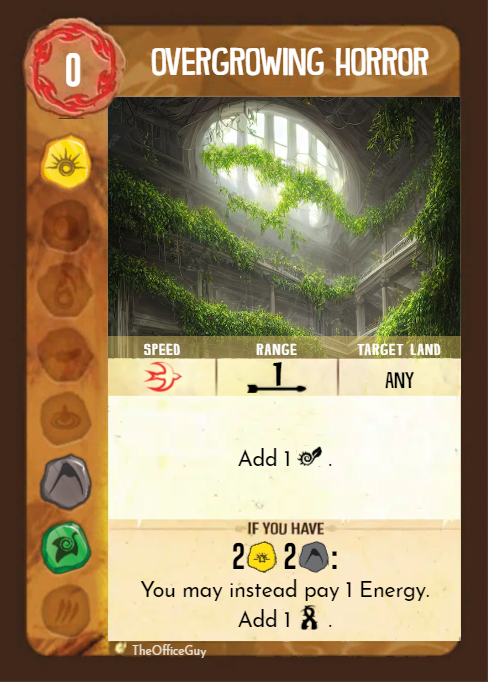 0
OVERGROWING HORROR
SPEED RANGE TARGET LAND
1 ANY
Add 1 .
IF YOU HAVE
2 2 :
You may instead pay 1 Energy.
Add 1 .
TheOfficeGuy